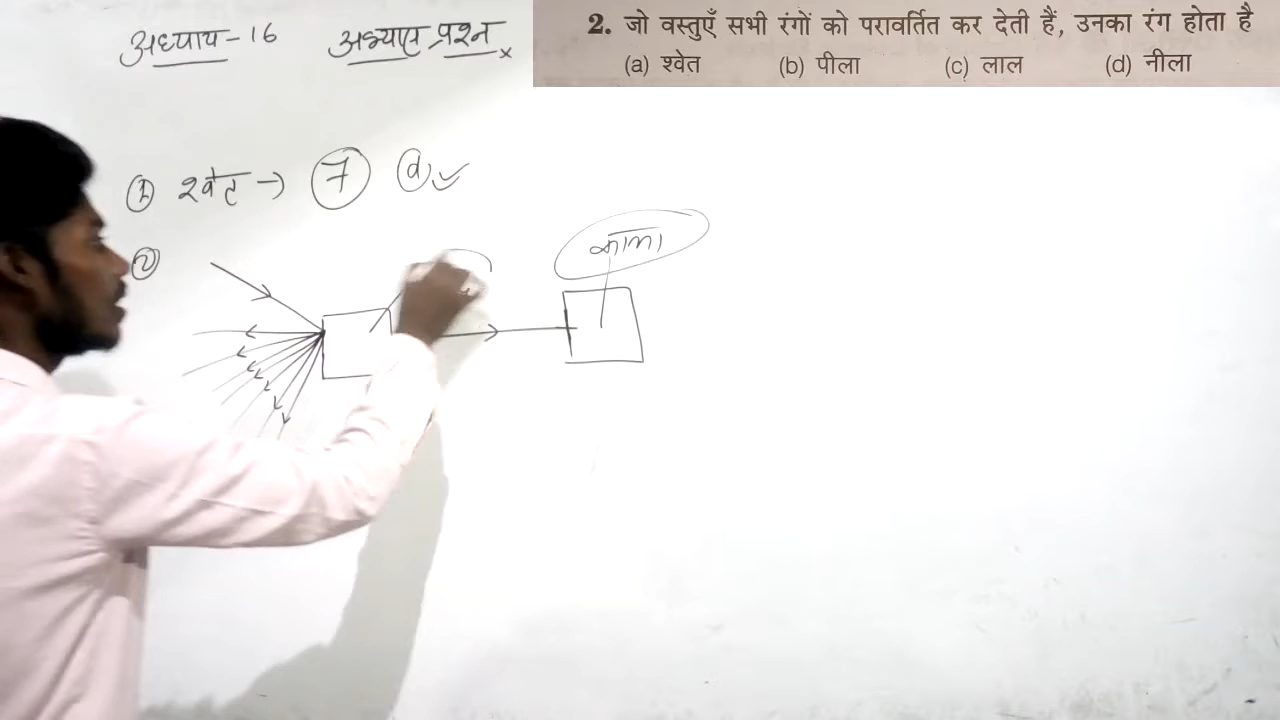 अध्याय-16 अभ्यास प्रश्न
2. जो वस्तुएँ सभी रंगों को परावर्तित कर देती हैं, उनका रंग होता है
(a) श्वेत (b) पीला (c) लाल (d) नीला
① श्वेत → 7 ⓓ
②
काला